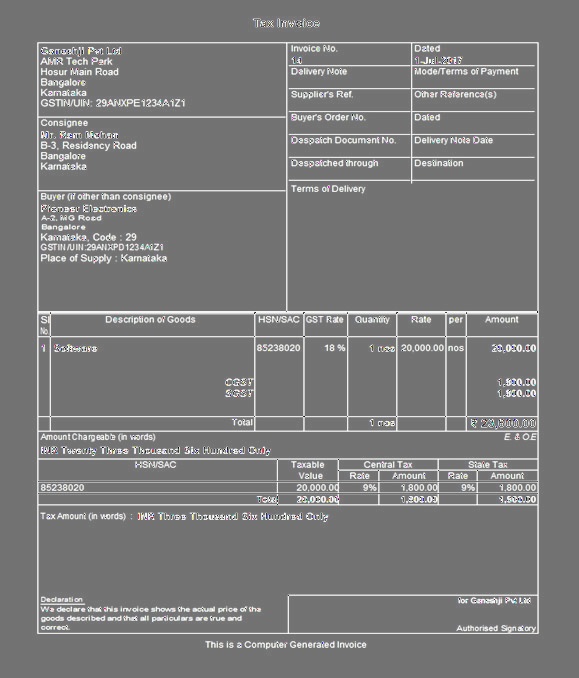 Tax Invoice
Ganeshji Pvt Ltd
AMR Tech Park
Hosur Main Road
Bangalore
Karnataka
GSTIN/UIN: 29ANXPE1234A1Z1
Invoice No.
14
Dated
1-Jul-2017
Delivery Note
Mode/Terms of Payment
Supplier's Ref.
Other Reference(s)
Consignee
Mr. Ram Mohan
B-3, Residency Road
Bangalore
Karnataka
Buyer's Order No.
Dated
Despatch Document No.
Delivery Note Date
Despatched through
Destination
Terms of Delivery
Buyer (if other than consignee)
Pioneer Electronics
A-2, MG Road
Bangalore
Karnataka, Code : 29
GSTIN/UIN:29ANXPD1234A1Z1
Place of Supply : Karnataka
Sl No. Description of Goods HSN/SAC GST Rate Quantity Rate per Amount
1 Software 85238020 18 % 1 nos 20,000.00 nos 20,000.00
CGST 1,800.00
SGST 1,800.00
Total 1 nos ₹ 23,600.00
Amount Chargeable (in words) E. & O.E
INR Twenty Three Thousand Six Hundred Only
HSN/SAC Taxable Value Central Tax State Tax
Rate Amount Rate Amount
85238020 20,000.00 9% 1,800.00 9% 1,800.00
Total 20,000.00 1,800.00 1,800.00
Tax Amount (in words) : INR Three Thousand Six Hundred Only
Declaration
We declare that this invoice shows the actual price of the
goods described and that all particulars are true and
correct.
for Ganeshji Pvt Ltd
Authorised Signatory
This is a Computer Generated Invoice